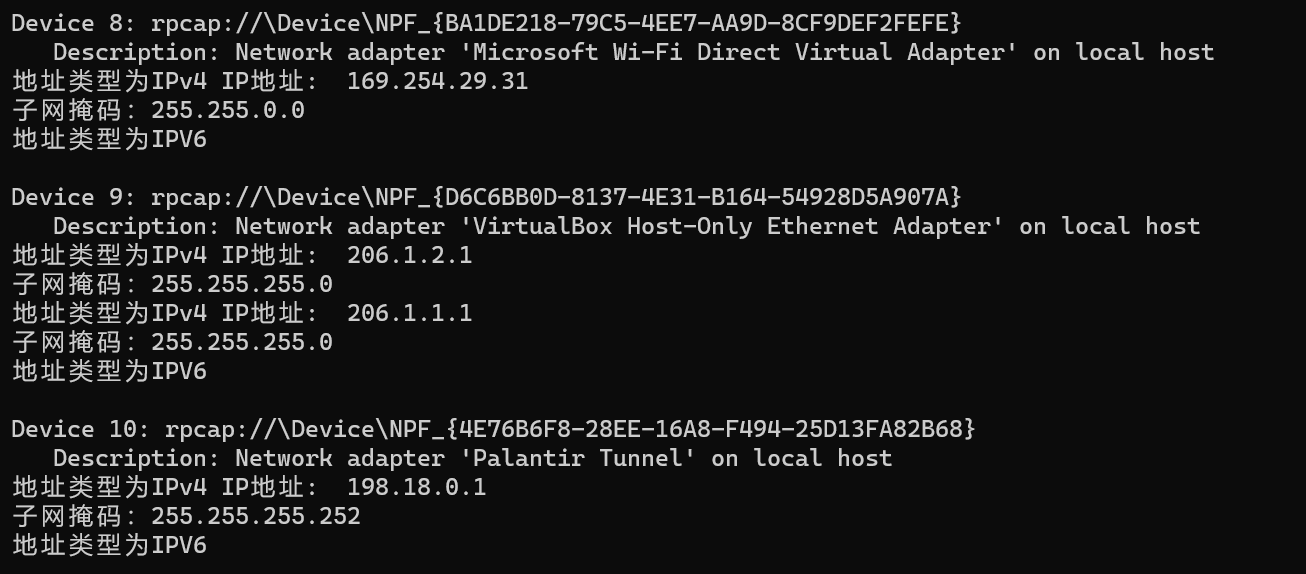 Device 8: rpcap://\Device\NPF_{BA1DE218-79C5-4EE7-AA9D-8CF9DEF2FEFE}
Description: Network adapter 'Microsoft Wi-Fi Direct Virtual Adapter' on local host
地址类型为IPv4 IP地址: 169.254.29.31
子网掩码: 255.255.0.0
地址类型为IPV6
Device 9: rpcap://\Device\NPF_{D6C6BB0D-8137-4E31-B164-54928D5A907A}
Description: Network adapter 'VirtualBox Host-Only Ethernet Adapter' on local host
地址类型为IPv4 IP地址: 206.1.2.1
子网掩码: 255.255.255.0
地址类型为IPv4 IP地址: 206.1.1.1
子网掩码: 255.255.255.0
地址类型为IPV6
Device 10: rpcap://\Device\NPF_{4E76B6F8-28EE-16A8-F494-25D13FA82B68}
Description: Network adapter 'Palantir Tunnel' on local host
地址类型为IPv4 IP地址: 198.18.0.1
子网掩码: 255.255.255.252
地址类型为IPV6